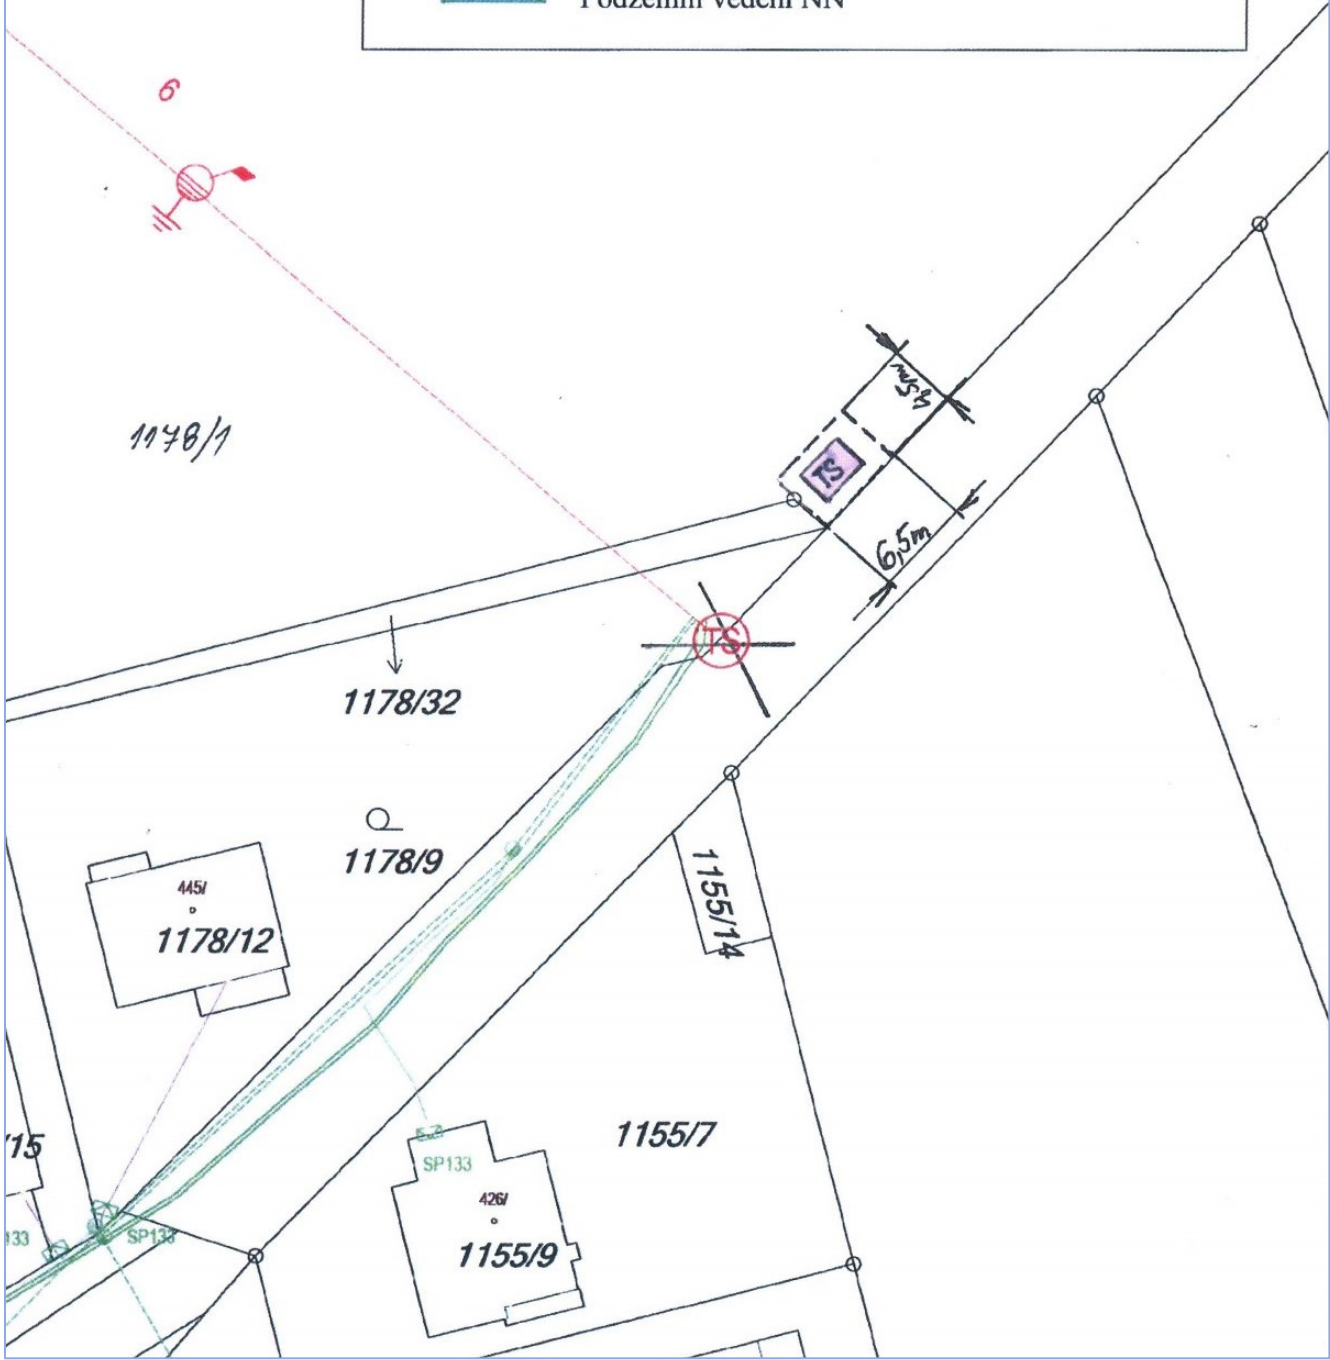 Podzemní vedení NN
6
4,5m
1178/1
TS
6,5m
TS
1178/32
1178/9
1155/14
445/
1178/12
1155/7
/15
SP133
426/
133
SP133
1155/9